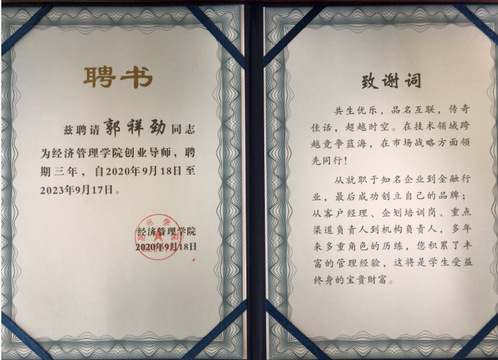 聘书
兹聘请郭祥劲同志
为经济管理学院创业导师，聘
期三年，自2020年9月18日至
2023年9月17日。
经济管理学院
2020年9月18日
致谢词
共生优乐，品名互联，传奇
佳话，超越时空。在技术领域跨
越竞争蓝海，在市场战略方面领
先同行！
从就职于知名企业到金融行
业，最后成功创立自己的品牌；
从客户经理、企划培训岗、重点
渠道负责人到机构负责人，多年
来多重角色的历练，您积累了丰
富的管理经验，这将是学生受益
终身的宝贵财富。